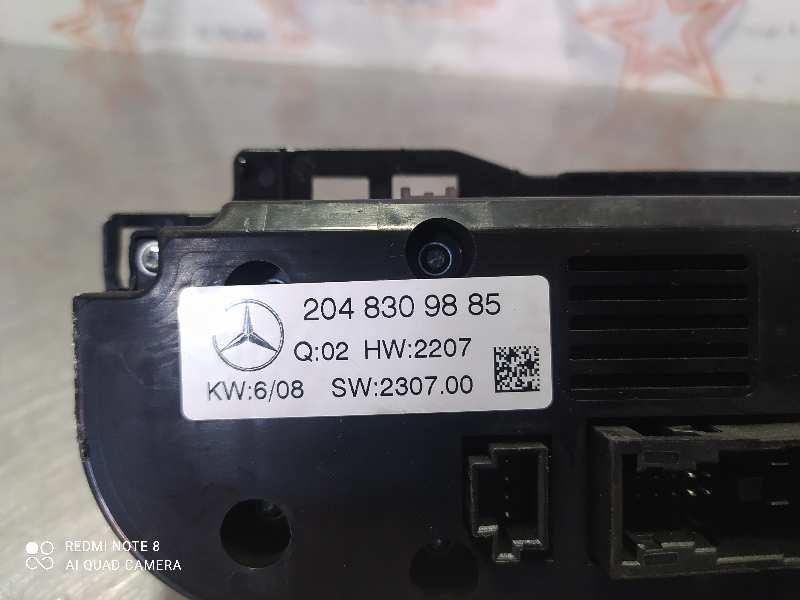 204 830 98 85
Q:02 HW:2207
KW:6/08 SW:2307.00
REDMI NOTE 8
AI QUAD CAMERA